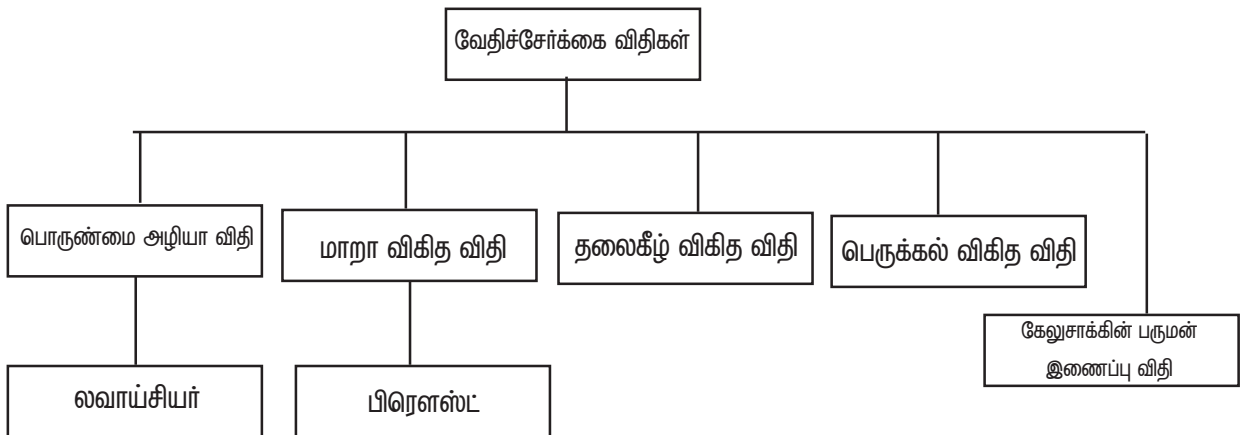 வேதிச்சேர்க்கை விதிகள்
பொருண்மை அழியா விதி
மாறா விகித விதி
தலைகீழ் விகித விதி
பெருக்கல் விகித விதி
கேலுசாக்கின் பருமன்
இணைப்பு விதி
லவாய்சியர்
பிரௌஸ்ட்